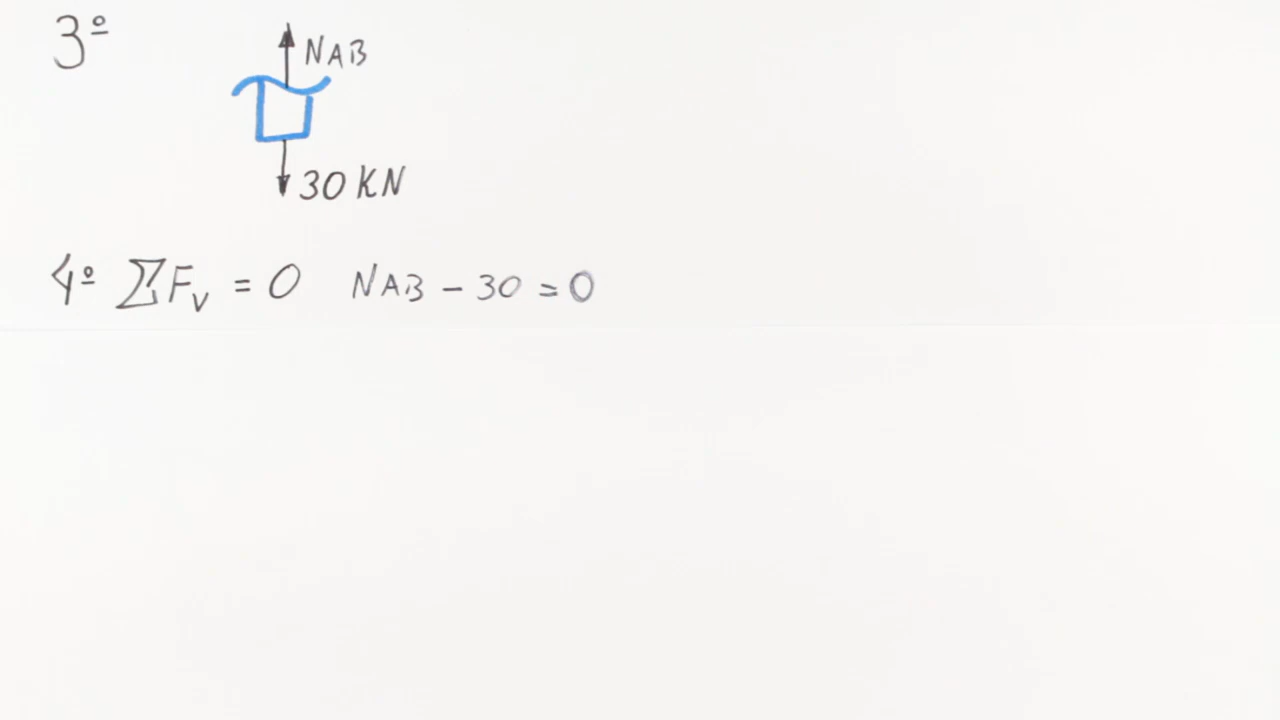 3º
NAB
30 KN
4º ΣFv = 0 NAB - 30 = 0